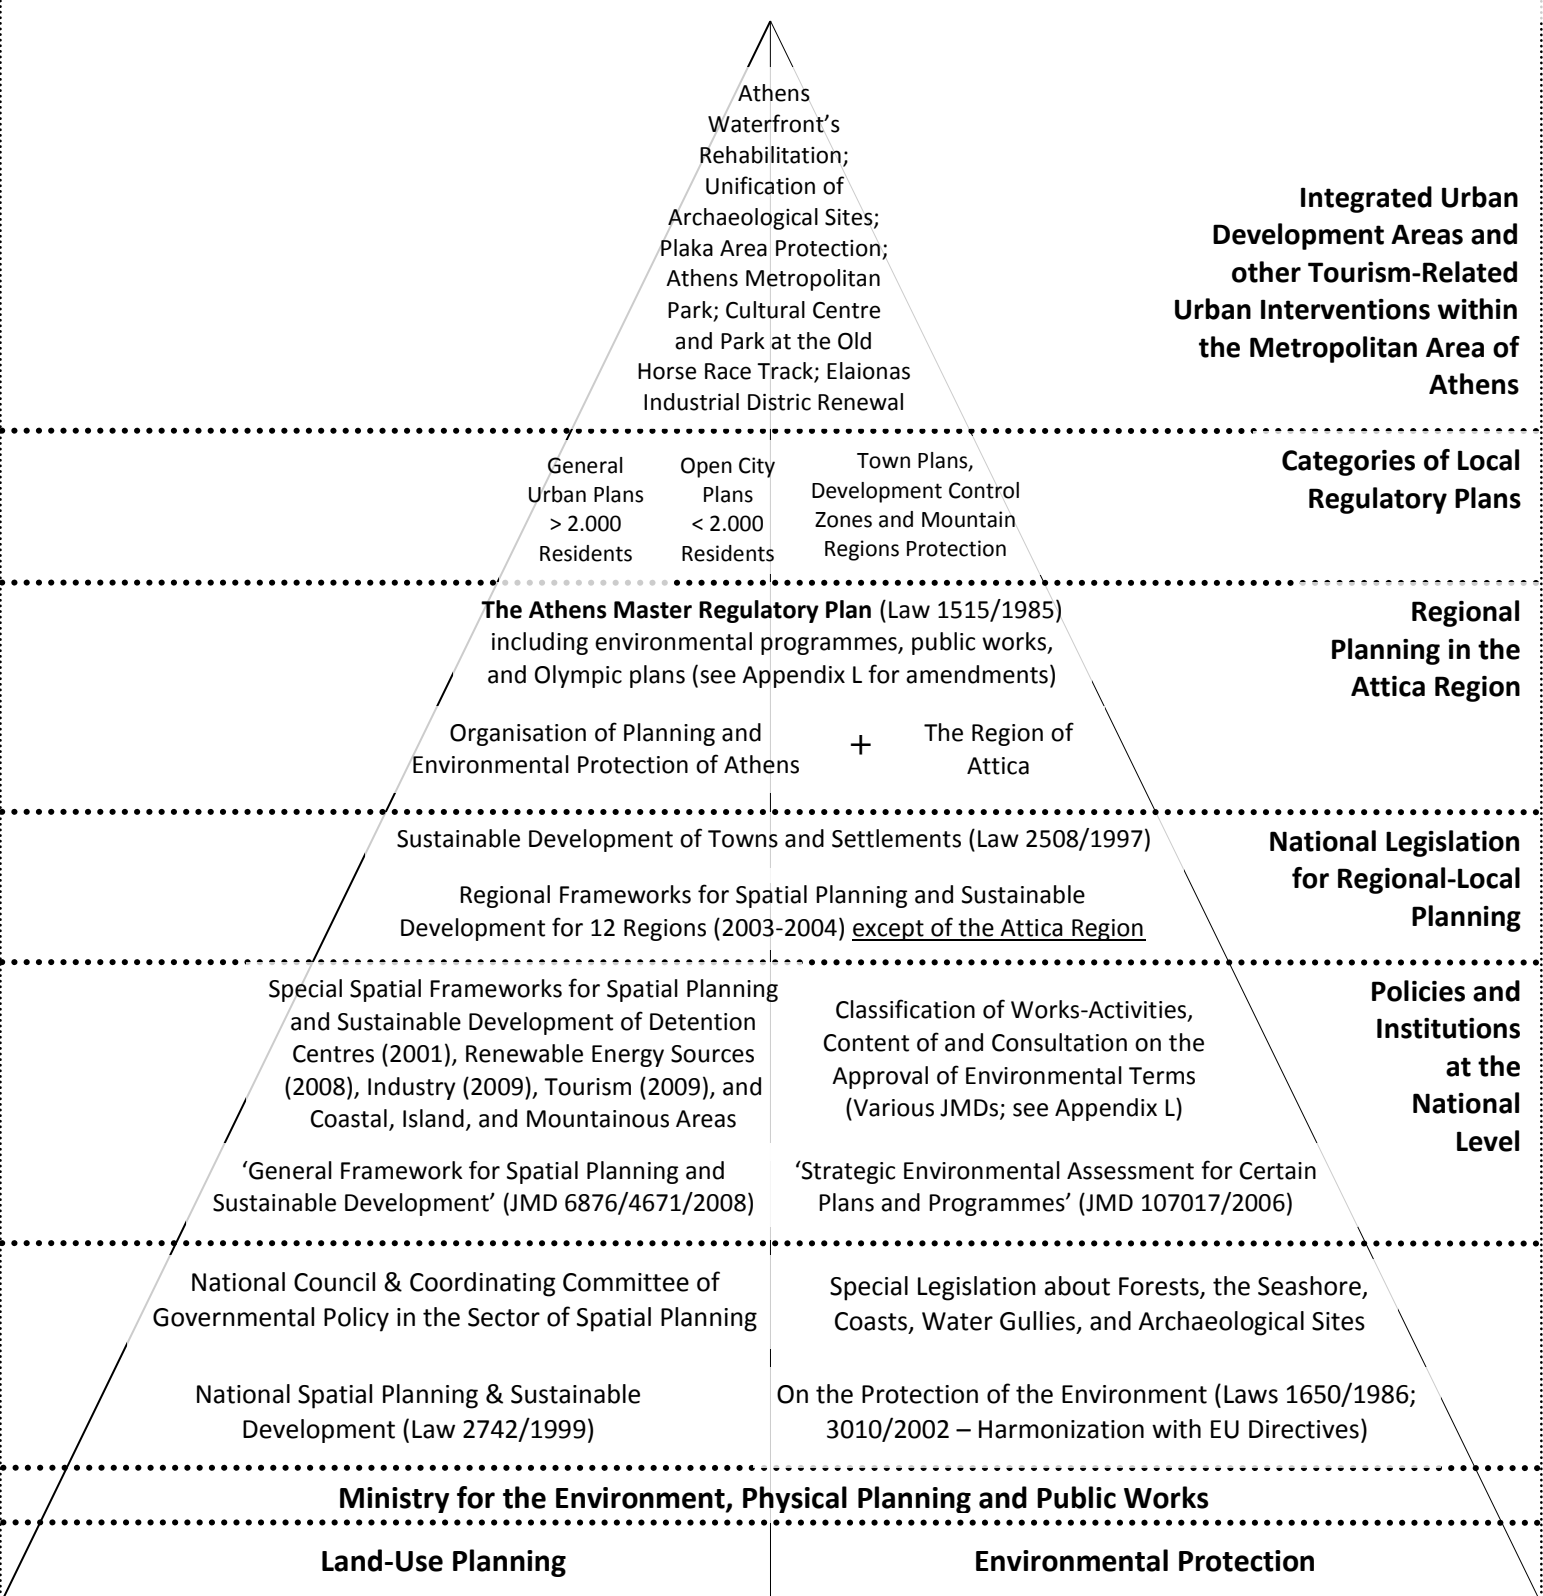 Athens
Waterfront’s
Rehabilitation;
Unification of
Archaeological Sites;
Plaka Area Protection;
Athens Metropolitan
Park; Cultural Centre
and Park at the Old
Horse Race Track; Elaionas
Industrial Distric Renewal
Integrated Urban
Development Areas and
other Tourism-Related
Urban Interventions within
the Metropolitan Area of
Athens
General
Urban Plans
> 2.000
Residents
Open City
Plans
< 2.000
Residents
Town Plans,
Development Control
Zones and Mountain
Regions Protection
Categories of Local
Regulatory Plans
The Athens Master Regulatory Plan (Law 1515/1985)
including environmental programmes, public works,
and Olympic plans (see Appendix L for amendments)
Organisation of Planning and
Environmental Protection of Athens
+
The Region of
Attica
Regional
Planning in the
Attica Region
Sustainable Development of Towns and Settlements (Law 2508/1997)
Regional Frameworks for Spatial Planning and Sustainable
Development for 12 Regions (2003-2004) except of the Attica Region
National Legislation
for Regional-Local
Planning
Special Spatial Frameworks for Spatial Planning
and Sustainable Development of Detention
Centres (2001), Renewable Energy Sources
(2008), Industry (2009), Tourism (2009), and
Coastal, Island, and Mountainous Areas
Classification of Works-Activities,
Content of and Consultation on the
Approval of Environmental Terms
(Various JMDs; see Appendix L)
‘General Framework for Spatial Planning and
Sustainable Development’ (JMD 6876/4671/2008)
‘Strategic Environmental Assessment for Certain
Plans and Programmes’ (JMD 107017/2006)
Policies and
Institutions
at the
National
Level
National Council & Coordinating Committee of
Governmental Policy in the Sector of Spatial Planning
Special Legislation about Forests, the Seashore,
Coasts, Water Gullies, and Archaeological Sites
National Spatial Planning & Sustainable
Development (Law 2742/1999)
On the Protection of the Environment (Laws 1650/1986;
3010/2002 – Harmonization with EU Directives)
Ministry for the Environment, Physical Planning and Public Works
Land-Use Planning
Environmental Protection